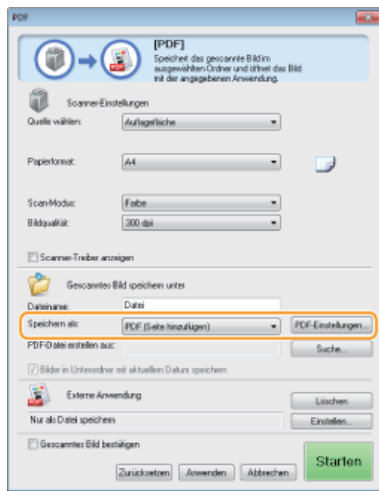 PDF
[PDF]
Speichert das gescannte Bild im
ausgewählten Ordner und öffnet das Bild
mit der angegebenen Anwendung.
Scanner-Einstellungen
Quelle wählen: Auflagefläche
Papierformat: A4
Scan-Modus: Farbe
Bildqualität: 300 dpi
Scanner-Treiber anzeigen
Gescanntes Bild speichern unter
Dateiname: Datei
Speichern als: PDF (Seite hinzufügen) PDF-Einstellungen...
PDF-Datei erstellen aus: Suche...
Bilder in Unterordner mit aktuellem Datum speichern
Externe Anwendung
Löschen
Nur als Datei speichern Einstellen...
Gescanntes Bild bestätigen
Zurücksetzen Anwenden Abbrechen Starten